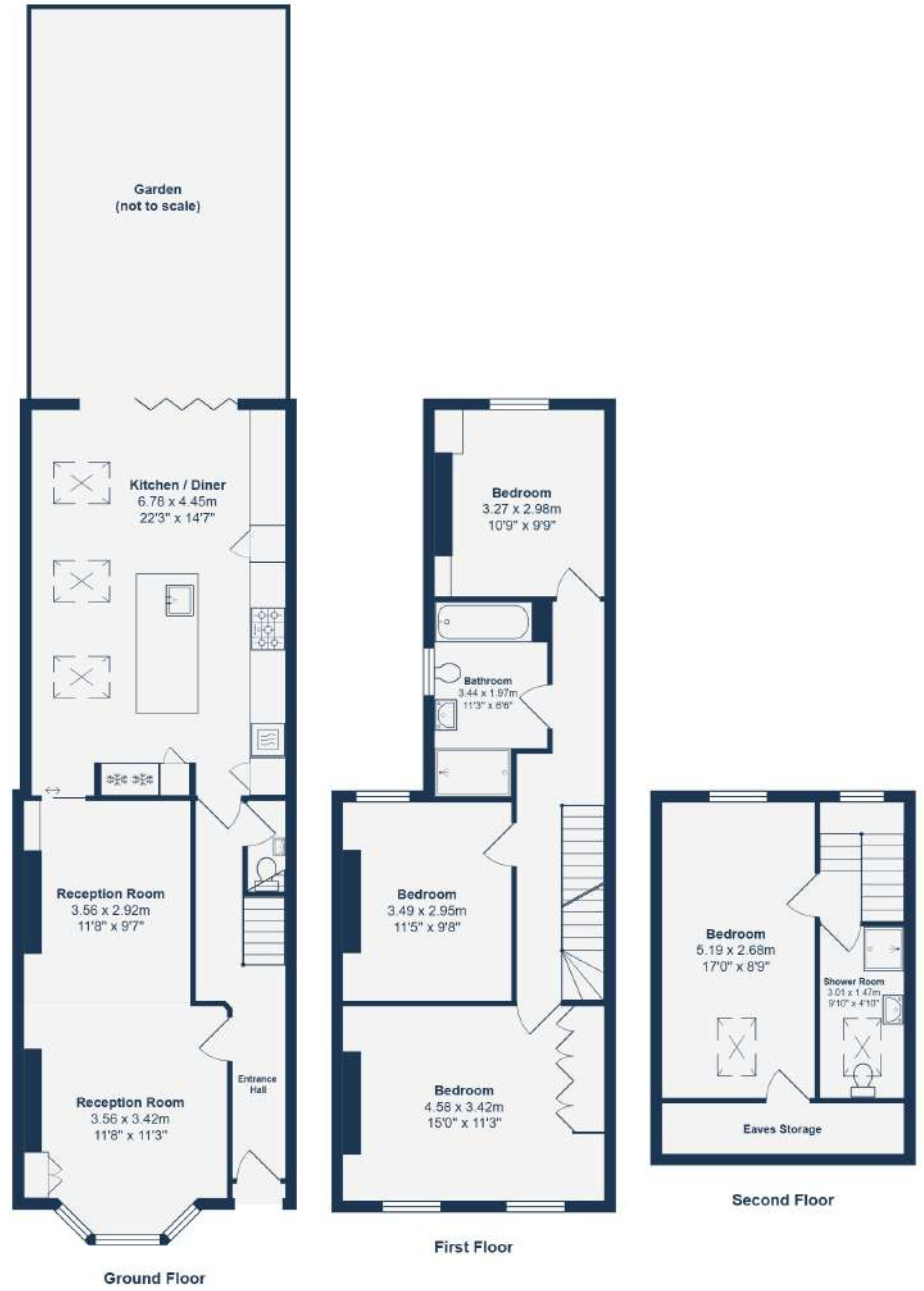 Garden
(not to scale)
Kitchen / Diner
6.78 x 4.45m
22'3" x 14'7"
Reception Room
3.56 x 2.92m
11'8" x 9'7"
Reception Room
3.56 x 3.42m
11'8" x 11'3"
Entrance
Hall
Ground Floor
Bedroom
3.27 x 2.98m
10'9" x 9'9"
Bathroom
3.44 x 1.97m
11'3" x 6'6"
Bedroom
3.49 x 2.95m
11'5" x 9'8"
Bedroom
4.58 x 3.42m
15'0" x 11'3"
First Floor
Bedroom
5.19 x 2.68m
17'0" x 8'9"
Shower Room
3.01 x 1.47m
9'10" x 4'10"
Eaves Storage
Second Floor